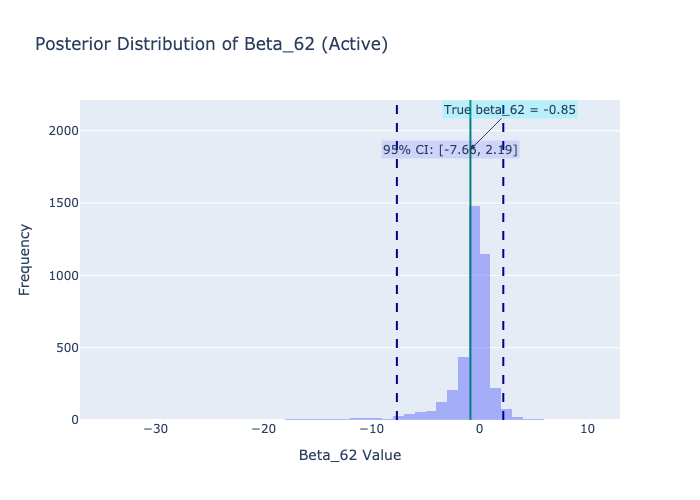 Posterior Distribution of Beta_62 (Active)
True beta_62 = -0.85
95% CI: [-7.66, 2.19]
2000
1500
1000
500
0
Frequency
−30
−20
−10
0
10
Beta_62 Value